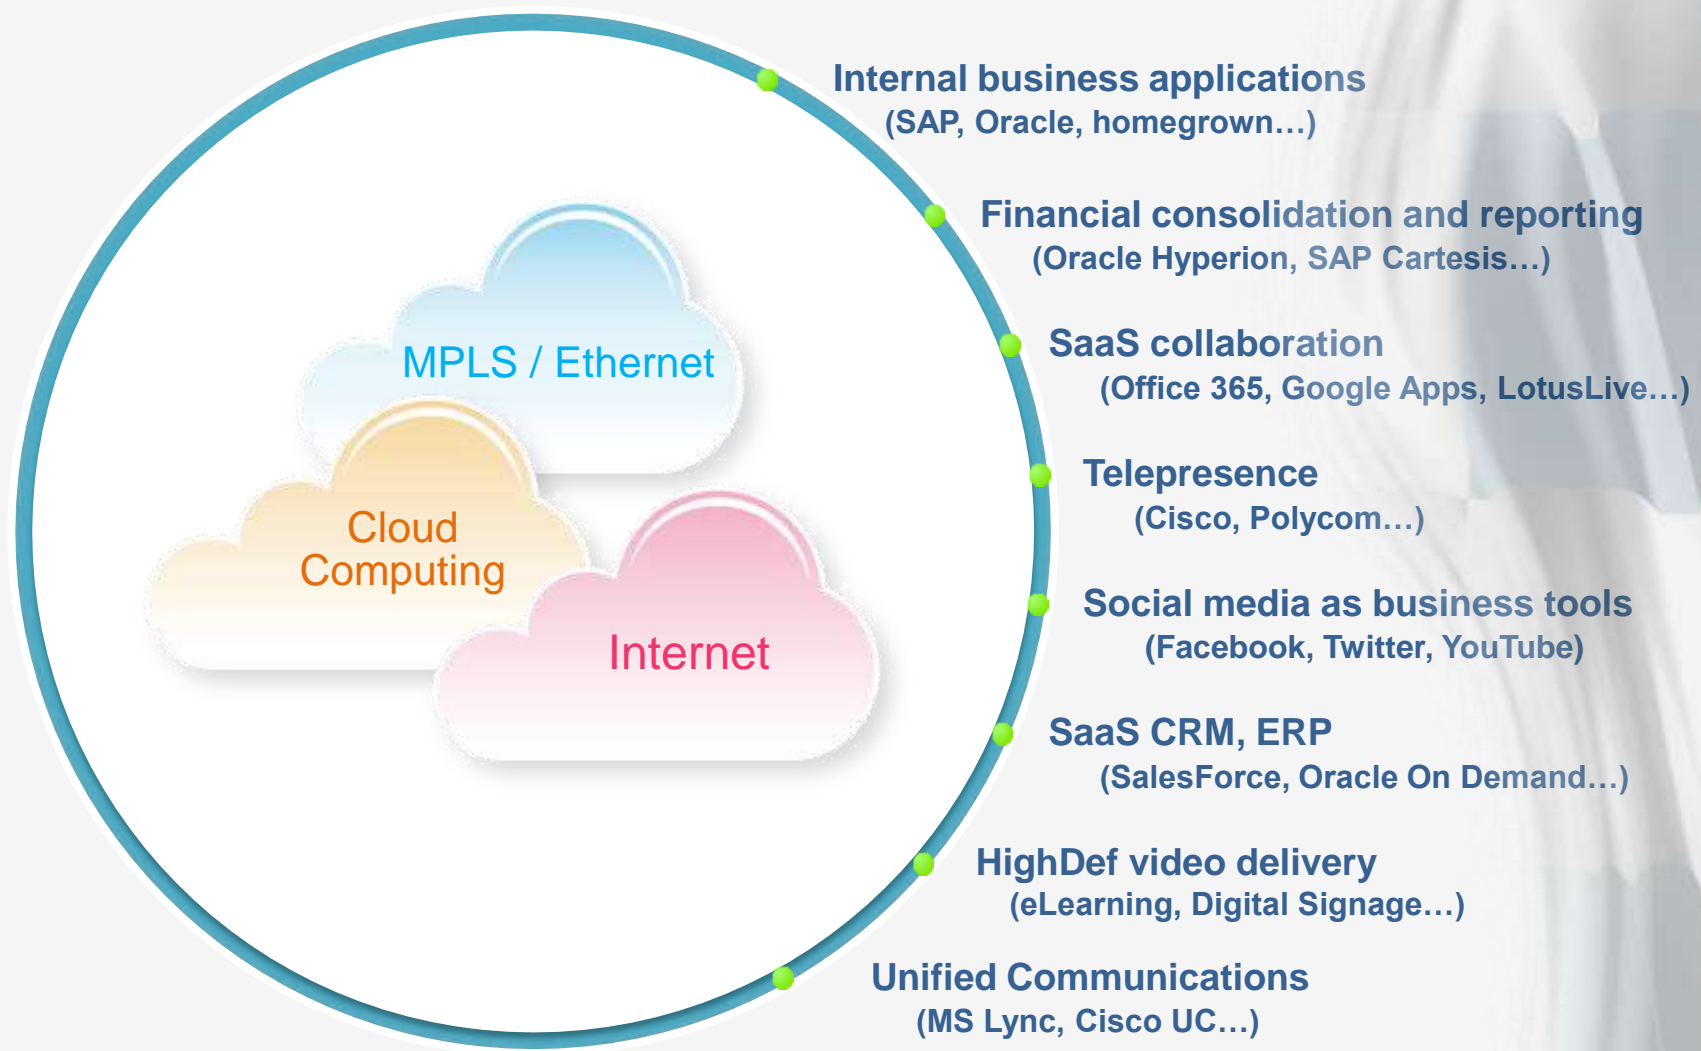 Internal business applications
(SAP, Oracle, homegrown…)
Financial consolidation and reporting
(Oracle Hyperion, SAP Cartesis…)
SaaS collaboration
(Office 365, Google Apps, LotusLive…)
Telepresence
(Cisco, Polycom…)
Social media as business tools
(Facebook, Twitter, YouTube)
SaaS CRM, ERP
(SalesForce, Oracle On Demand…)
HighDef video delivery
(eLearning, Digital Signage…)
Unified Communications
(MS Lync, Cisco UC…)
MPLS / Ethernet
Cloud
Computing
Internet